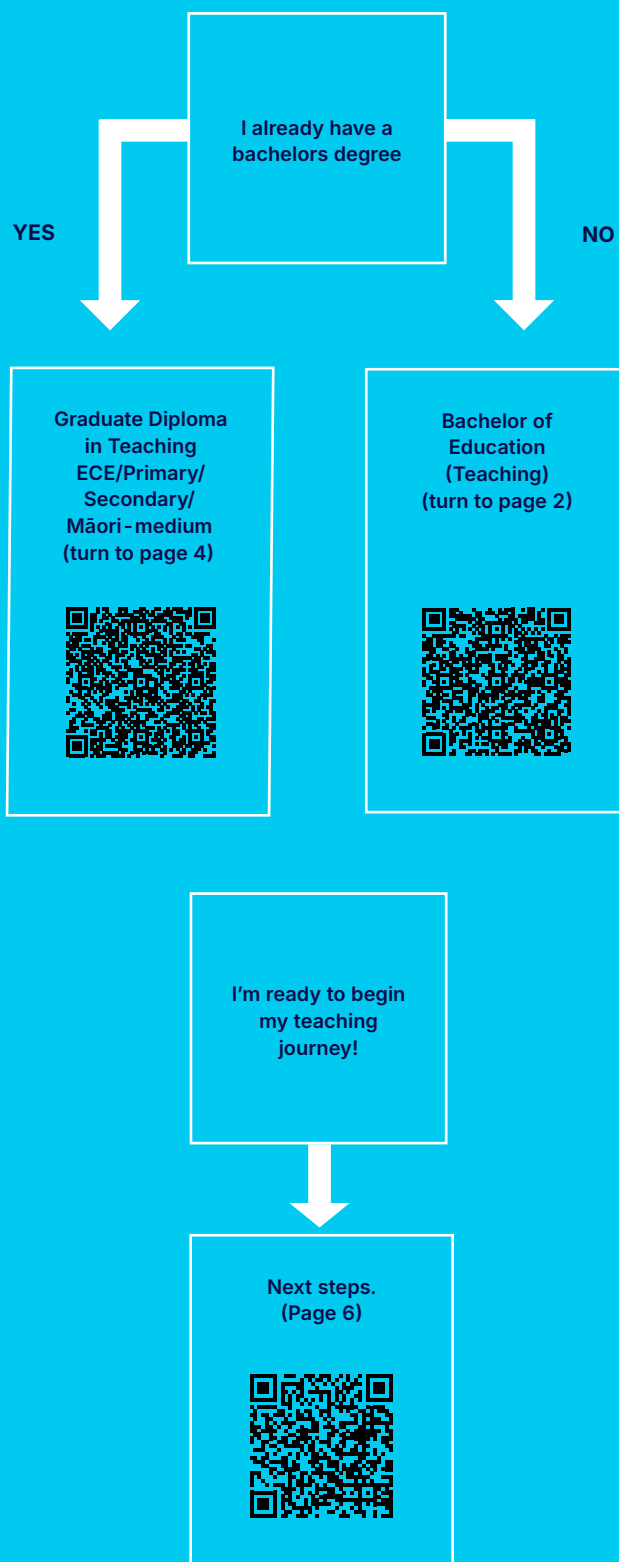 I already have a
bachelors degree
YES
NO
Graduate Diploma
in Teaching
ECE/Primary/
Secondary/
Māori-medium
(turn to page 4)
Bachelor of
Education
(Teaching)
(turn to page 2)
I'm ready to begin
my teaching
journey!
Next steps.
(Page 6)